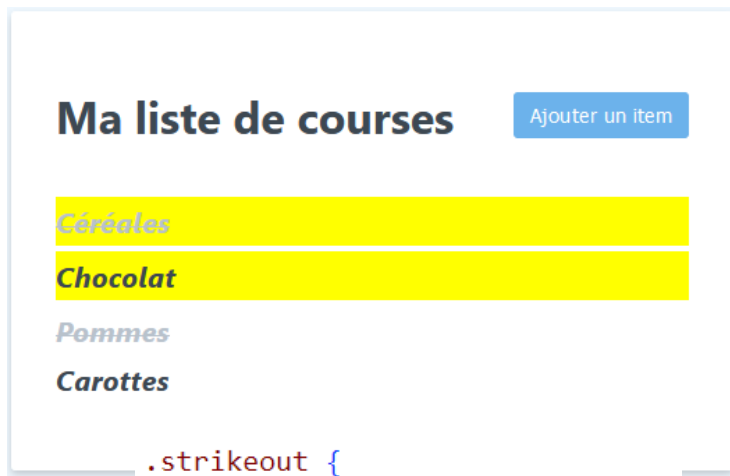 Ma liste de courses
Ajouter un item
Céréales
Chocolat
Pommes
Carottes
.strikeout {